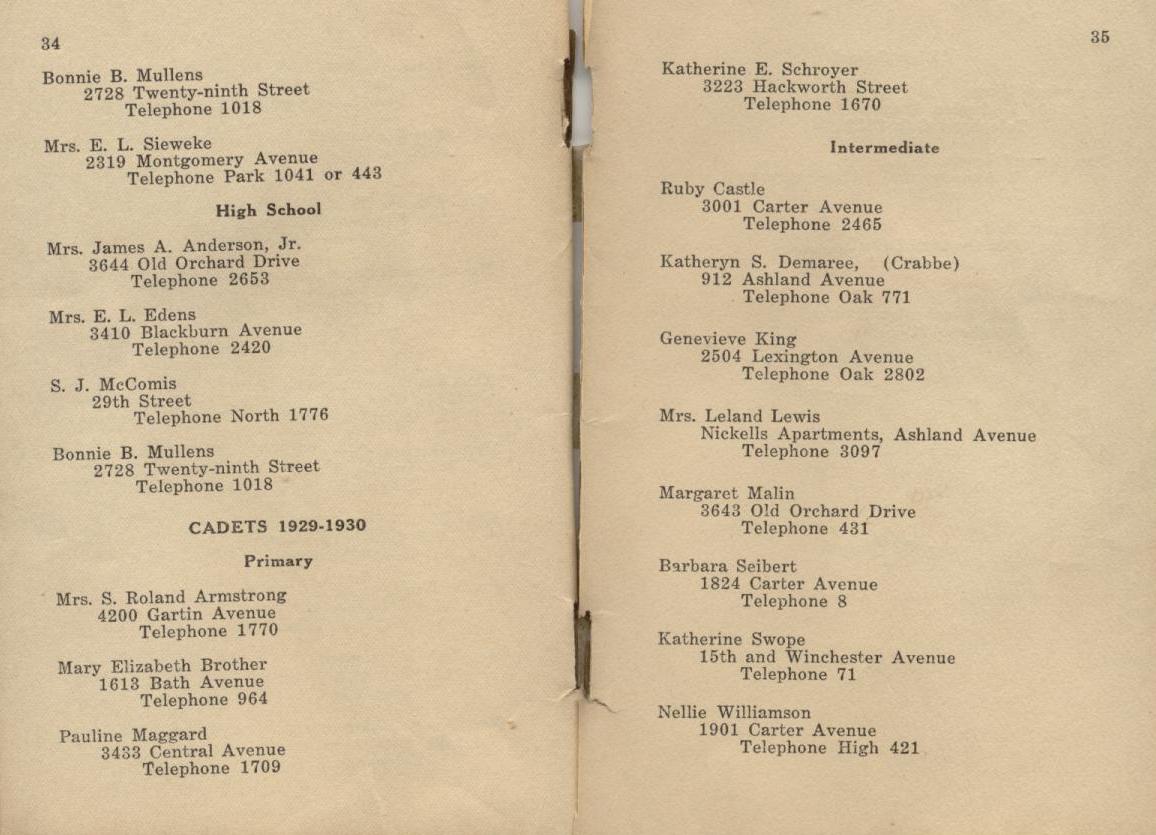 34
Bonnie B. Mullens
2728 Twenty-ninth Street
Telephone 1018
Mrs. E. L. Sieweke
2319 Montgomery Avenue
Telephone Park 1041 or 443
High School
Mrs. James A. Anderson, Jr.
3644 Old Orchard Drive
Telephone 2653
Mrs. E. L. Edens
3410 Blackburn Avenue
Telephone 2420
S. J. McComis
29th Street
Telephone North 1776
Bonnie B. Mullens
2728 Twenty-ninth Street
Telephone 1018
CADETS 1929-1930
Primary
Mrs. S. Roland Armstrong
4200 Gartin Avenue
Telephone 1770
Mary Elizabeth Brother
1613 Bath Avenue
Telephone 964
Pauline Maggard
3433 Central Avenue
Telephone 1709
35
Katherine E. Schroyer
3223 Hackworth Street
Telephone 1670
Intermediate
Ruby Castle
3001 Carter Avenue
Telephone 2465
Katheryn S. Demaree, (Crabbe)
912 Ashland Avenue
Telephone Oak 771
Genevieve King
2504 Lexington Avenue
Telephone Oak 2802
Mrs. Leland Lewis
Nickells Apartments, Ashland Avenue
Telephone 3097
Margaret Malin
3643 Old Orchard Drive
Telephone 431
Barbara Seibert
1824 Carter Avenue
Telephone 8
Katherine Swope
15th and Winchester Avenue
Telephone 71
Nellie Williamson
1901 Carter Avenue
Telephone High 421